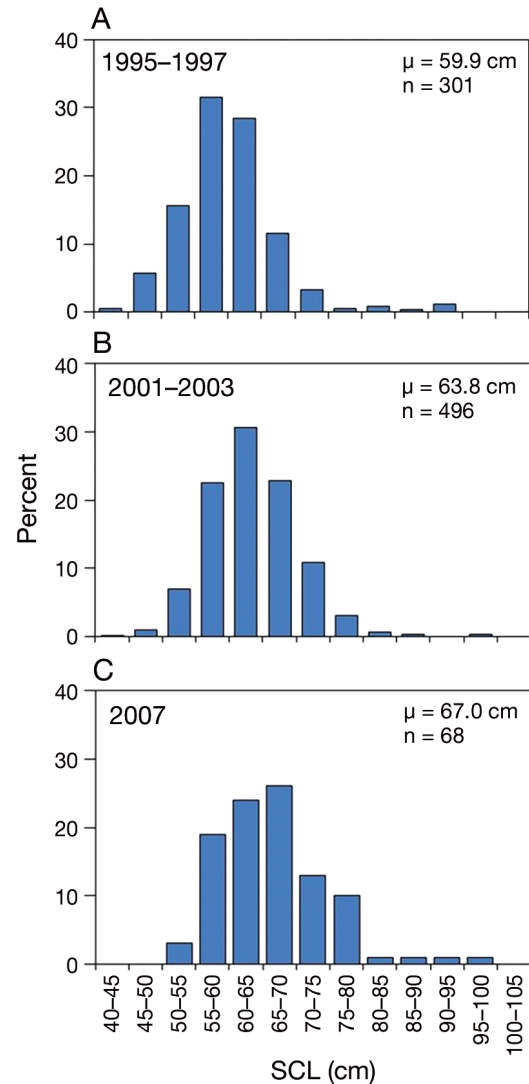 A
40
1995–1997
µ = 59.9 cm
n = 301
30
20
10
0
B
40
2001–2003
µ = 63.8 cm
n = 496
30
20
10
0
Percent
C
40
2007
µ = 67.0 cm
n = 68
30
20
10
0
40–45
45–50
50–55
55–60
60–65
65–70
70–75
75–80
80–85
85–90
90–95
95–100
100–105
SCL (cm)